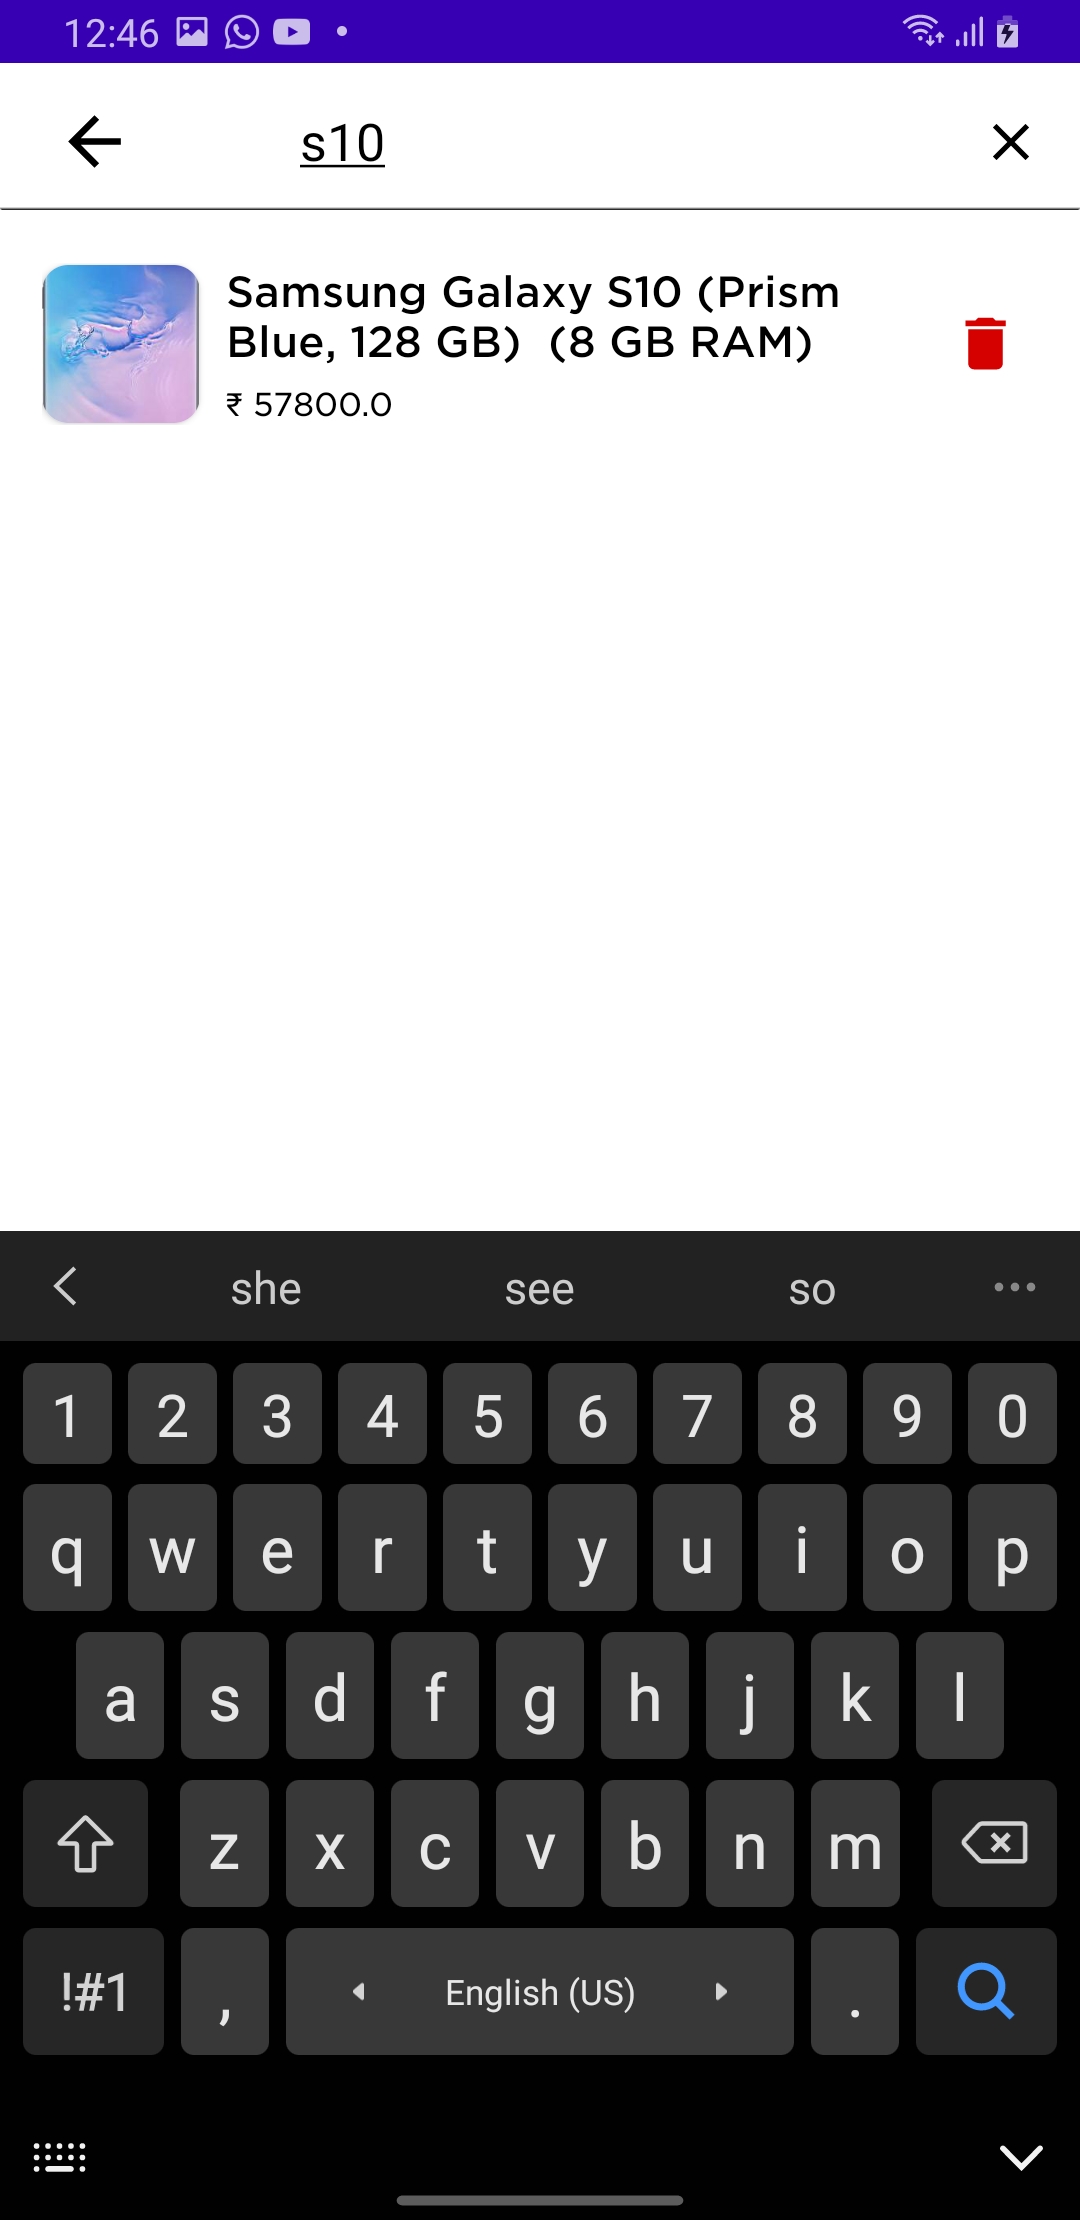 12:46
s10
Samsung Galaxy S10 (Prism
Blue, 128 GB)  (8 GB RAM)
₹ 57800.0
she see so
1 2 3 4 5 6 7 8 9 0
q w e r t y u i o p
a s d f g h j k l
z x c v b n m
!#1 , English (US) .